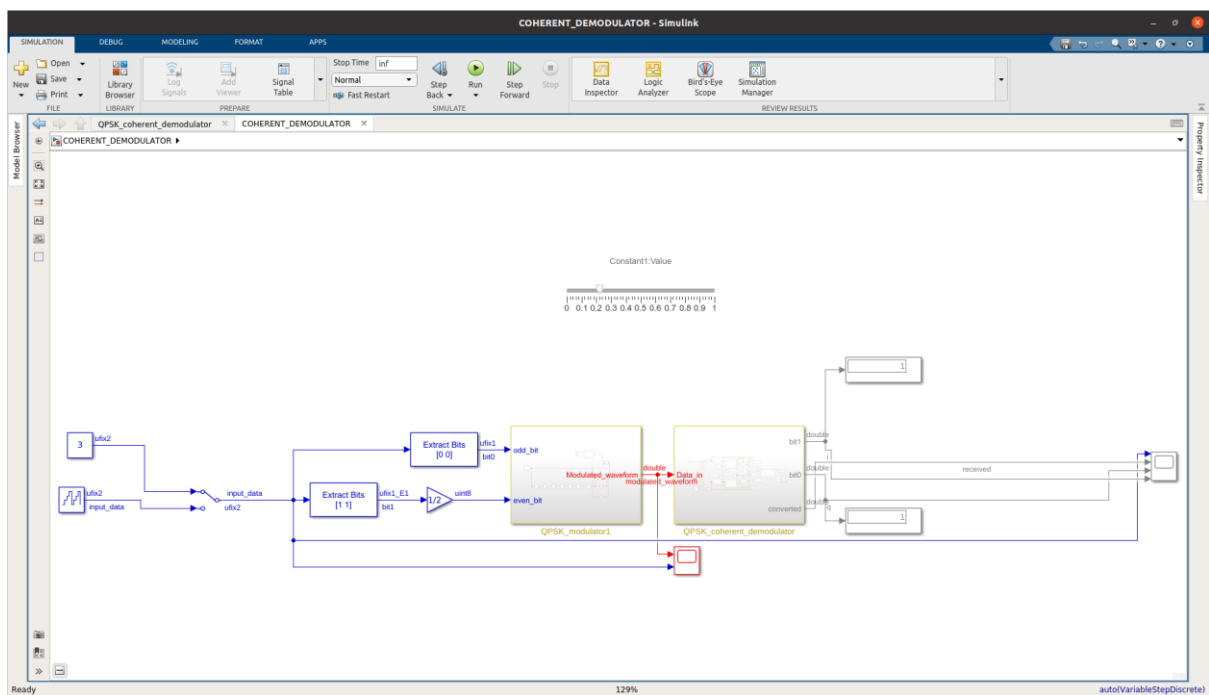 COHERENT_DEMODULATOR - Simulink
SIMULATION DEBUG MODELING FORMAT APPS
New
Open
Save
Print
FILE
Library Browser
LIBRARY
Log Signals
Add Viewer
Signal Table
PREPARE
Stop Time inf
Normal
Fast Restart
Step Back
Run
Step Forward
Stop
SIMULATE
Data Inspector
Logic Analyzer
Bird's-Eye Scope
Simulation Manager
REVIEW RESULTS
Model Browser
QPSK_coherent_demodulator × COHERENT_DEMODULATOR ×
COHERENT_DEMODULATOR
Property Inspector
Constant1:Value
0 0.1 0.2 0.3 0.4 0.5 0.6 0.7 0.8 0.9 1
1
3
ufix2
ufix2
input_data
input_data
ufix2
Extract Bits
[0 0]
ufix1
bit0
Extract Bits
[1 1]
ufix1_E1
bit1
1/2
uint8
odd_bit
even_bit
Modulated_waveform
QPSK_modulator1
double
modulated_waveform
Data_in
bit1
bit0
converted
QPSK_coherent_demodulator
double
i
double
double
q
received
1
Ready
129%
auto(VariableStepDiscrete)